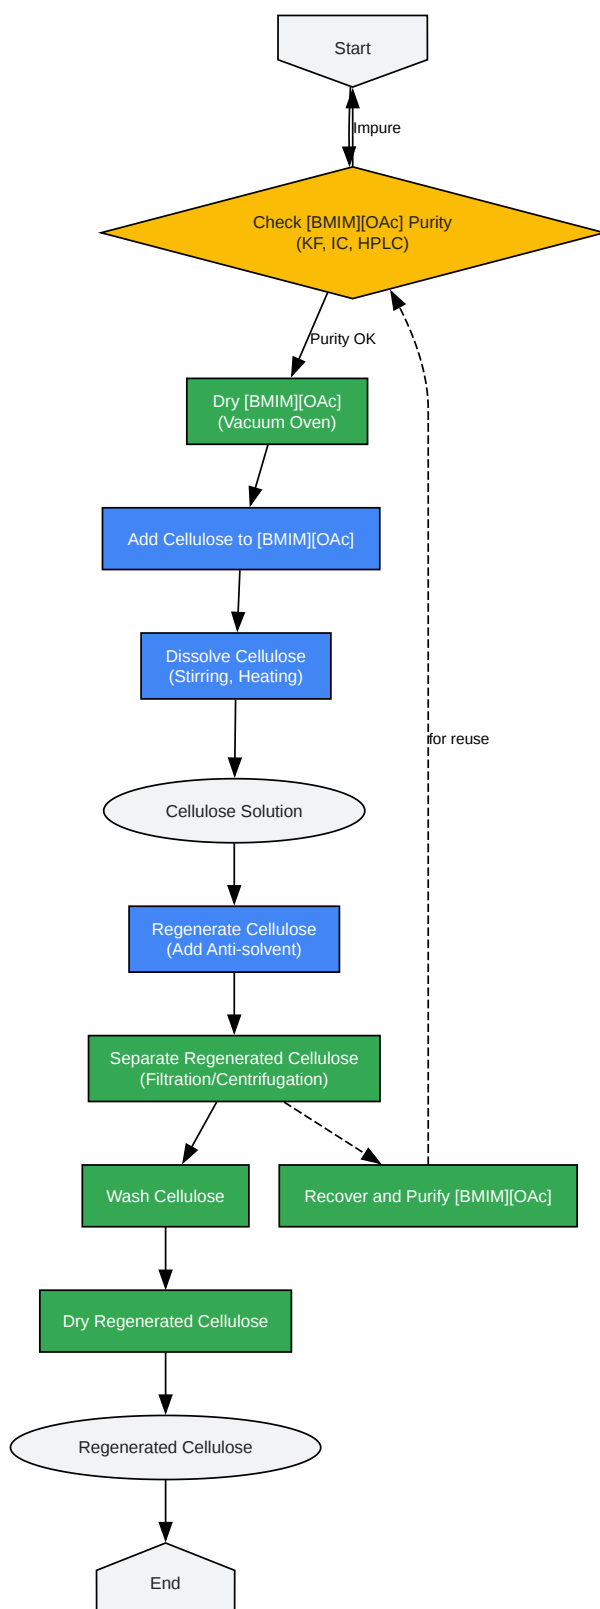 Start
Impure
Check [BMIM][OAc] Purity
(KF, IC, HPLC)
Purity OK
Dry [BMIM][OAc]
(Vacuum Oven)
Add Cellulose to [BMIM][OAc]
Dissolve Cellulose
(Stirring, Heating)
for reuse
Cellulose Solution
Regenerate Cellulose
(Add Anti-solvent)
Separate Regenerated Cellulose
(Filtration/Centrifugation)
Wash Cellulose
Recover and Purify [BMIM][OAc]
Dry Regenerated Cellulose
Regenerated Cellulose
End